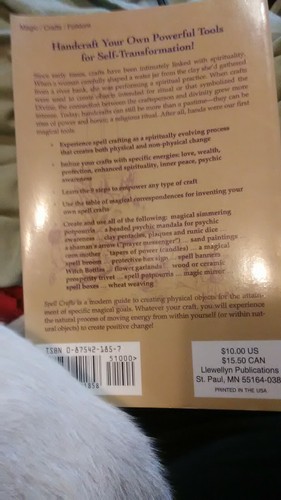 Magic / Crafts / Folklore
Handcraft Your Own Powerful Tools
for Self-Transformation!
Since early times, crafts have been intimately linked with spirituality.
When a woman carefully shaped a water jar from the clay she'd gathered
from a river bank, she was performing a spiritual practice. When crafts
were used to create objects intended for ritual or that symbolized the
Divine, the connection between the craftsperson and divinity grew more
intense. Today, handcrafts can still be more than a pastime—they can be
rites of power and honor, a religious ritual. After all, hands were our first
magical tools.
• Experience spell crafting as a spiritually evolving process
that creates both physical and non-physical change
• Imbue your crafts with specific energies: love, wealth,
protection, enhanced spirituality, inner peace, psychic
awareness
• Learn the 9 steps to empower any type of craft
• Use the table of magical correspondences for inventing your
own spell crafts
• Create and use all of the following: magical simmering
potpourris ... a beaded psychic mandala for psychic
awareness ... clay pentacles, plaques and runic dice
a shaman's arrow ("prayer messenger") ... sand paintings
corn mother ... tapers of power (candles) ... a magical
spell broom ... protective hex sign ... spell banners
Witch Bottles ... flower garlands ... wood or ceramic
prosperity trivet ... spell potpourris ... magic mirror
spell boxes ... wheat weaving
Spell Crafts is a modern guide to creating physical objects for the attain-
ment of specific magical goals. Whatever your craft, you will experience
the natural process of moving energy from within yourself (or within nat-
ural objects) to create positive change!
ISBN 0-87542-185-7
51000>
$10.00 US
$15.50 CAN
Llewellyn Publications
St. Paul, MN 55164-038
PRINTED IN THE USA